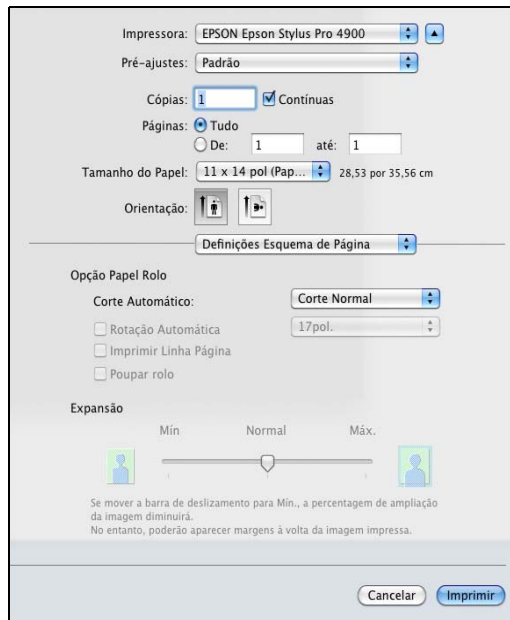 Impressora: EPSON Epson Stylus Pro 4900
Pré-ajustes: Padrão
Cópias: 1 Contínuas
Páginas: Tudo
De: 1 até: 1
Tamanho do Papel: 11 x 14 pol (Pap... 28,53 por 35,56 cm
Orientação:
Definições Esquema de Página
Opção Papel Rolo
Corte Automático: Corte Normal
Rotação Automática 17pol.
Imprimir Linha Página
Poupar rolo
Expansão
Mín Normal Máx.
Se mover a barra de deslizamento para Mín., a percentagem de ampliação
da imagem diminuirá.
No entanto, poderão aparecer margens à volta da imagem impressa.
Cancelar Imprimir